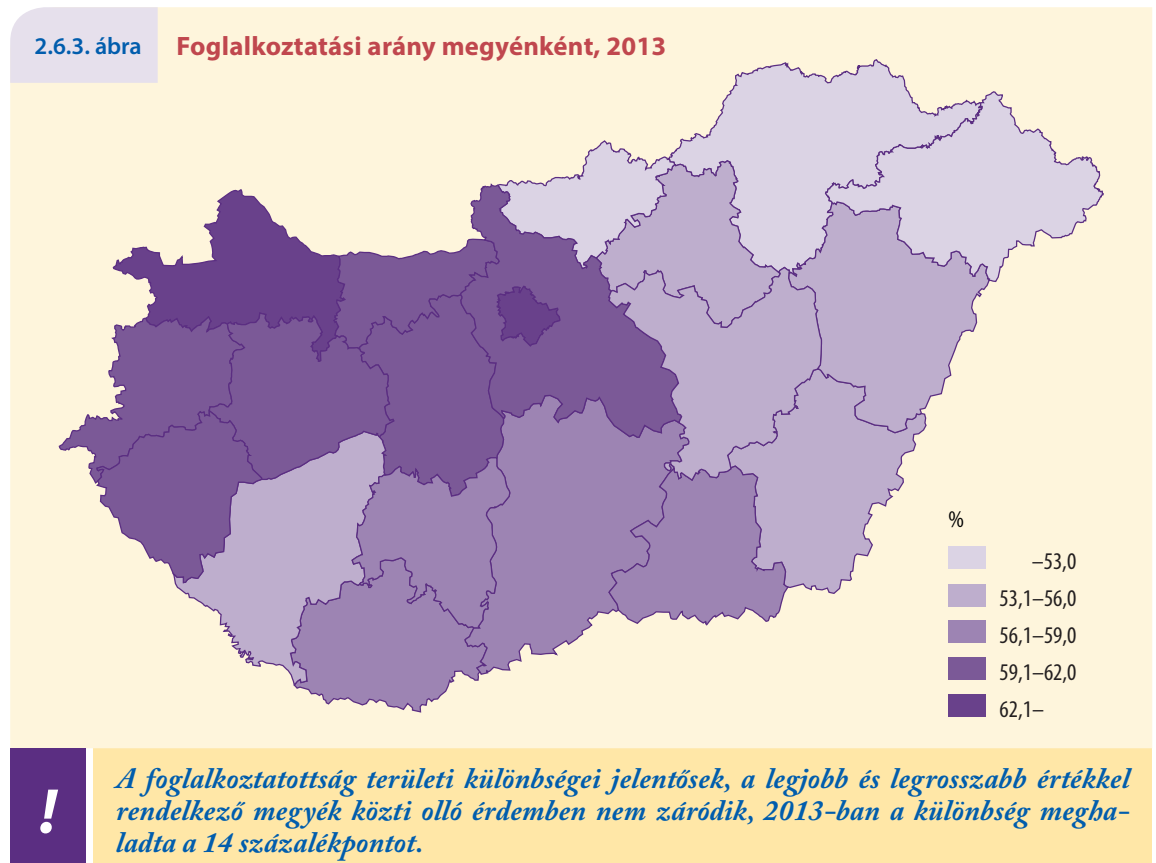 2.6.3. ábra
Foglalkoztatási arány megyénként, 2013
%
–53,0
53,1–56,0
56,1–59,0
59,1–62,0
62,1–
!
A foglalkoztatottság területi különbségei jelentősek, a legjobb és legrosszabb értékkel
rendelkező megyék közti olló érdemben nem záródik, 2013-ban a különbség megha-
ladta a 14 százalékpontot.